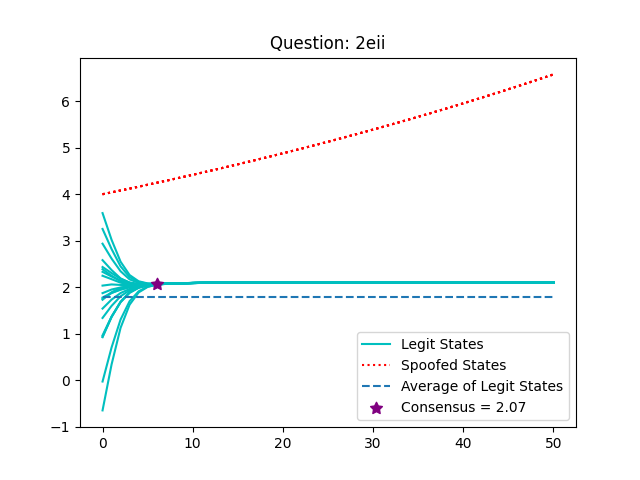 Question: 2eii
6
5
4
3
2
1
0
−1
0
10
20
30
40
50
Legit States
Spoofed States
Average of Legit States
Consensus = 2.07